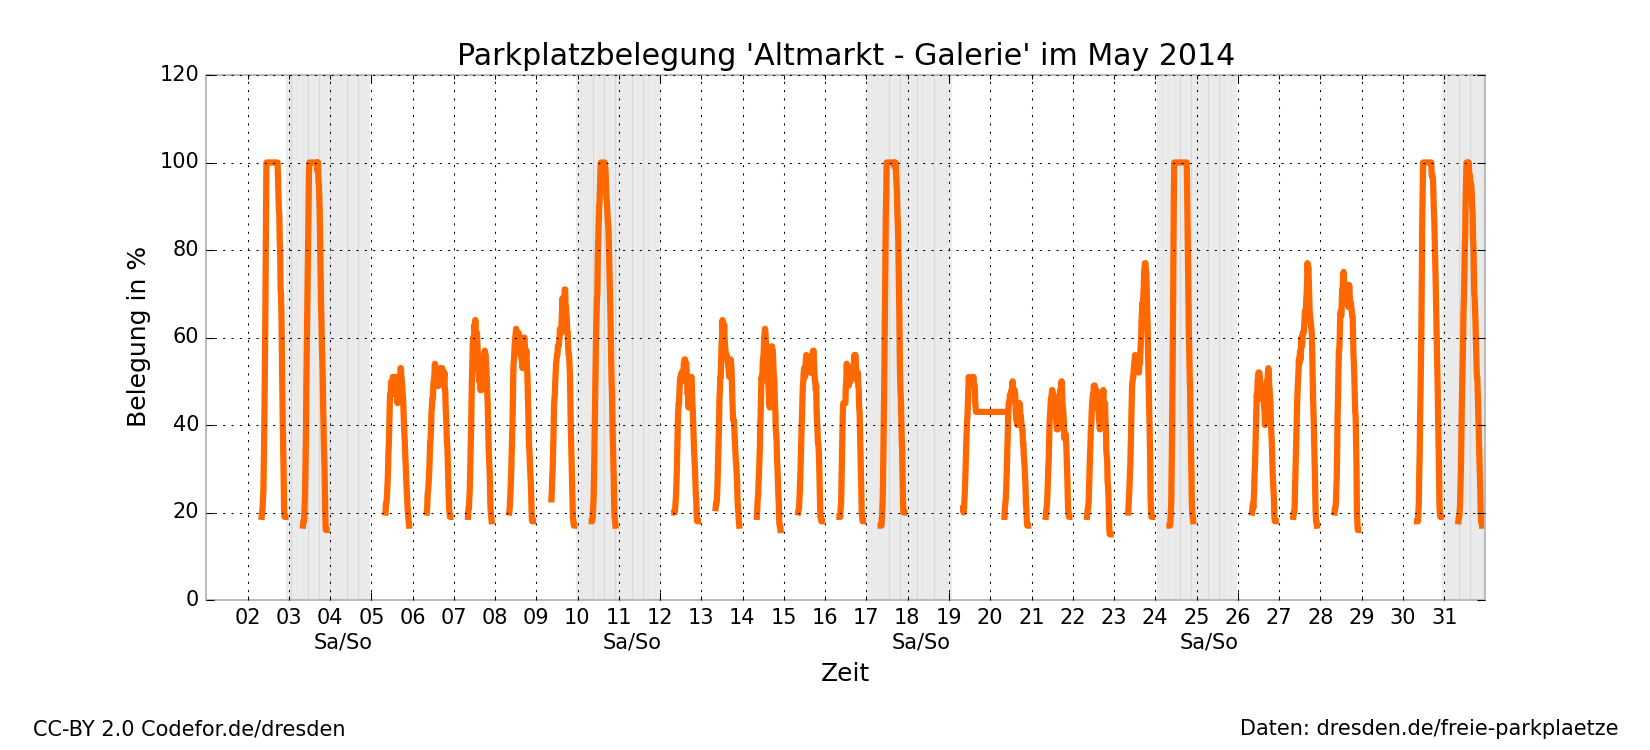 Parkplatzbelegung 'Altmarkt - Galerie' im May 2014
120
100
80
60
40
20
0
Belegung in %
02 03 04 05 06 07 08 09 10 11 12 13 14 15 16 17 18 19 20 21 22 23 24 25 26 27 28 29 30 31
Sa/So Sa/So Sa/So Sa/So
Zeit
CC-BY 2.0 Codefor.de/dresden
Daten: dresden.de/freie-parkplaetze